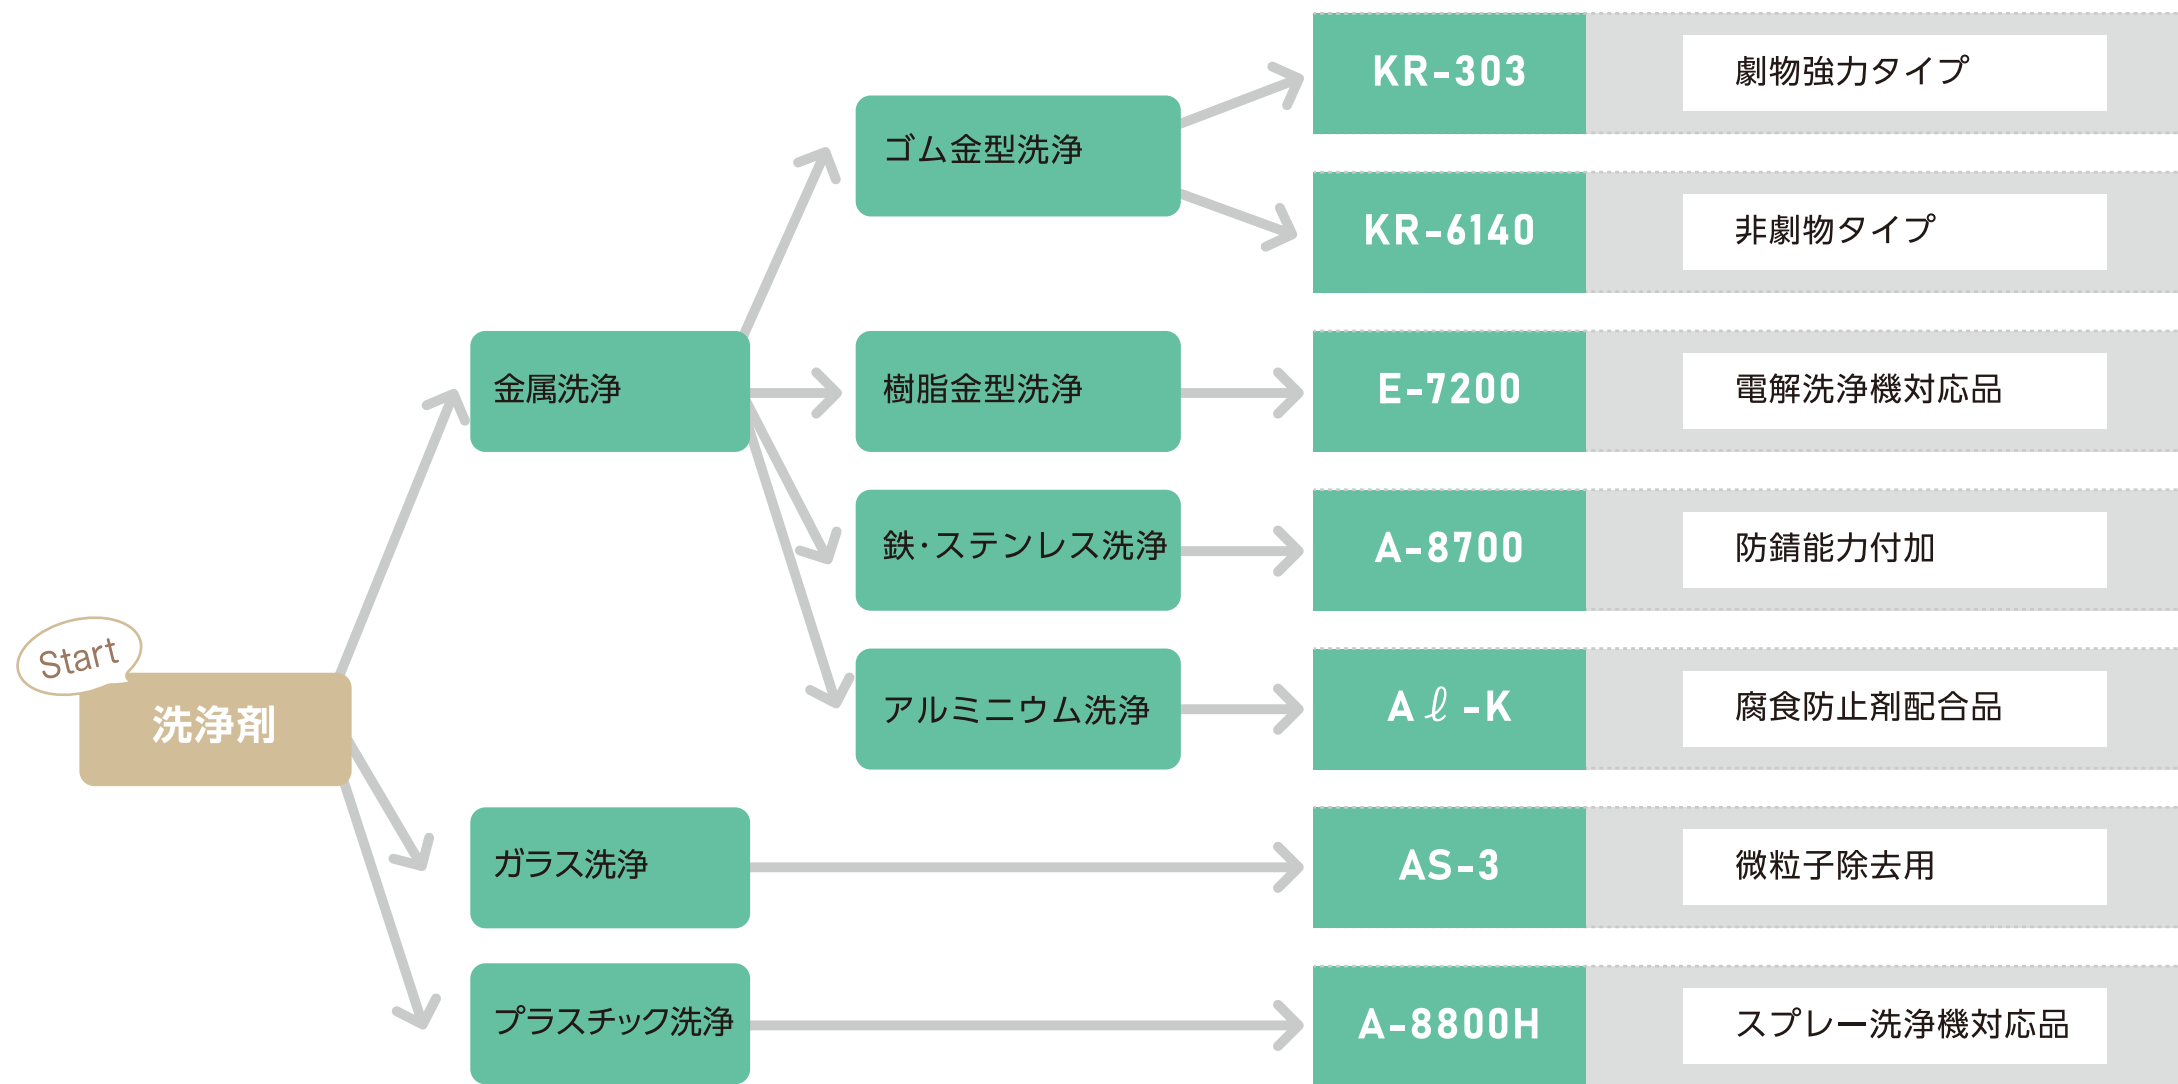 Start
洗浄剤
金属洗浄
ガラス洗浄
プラスチック洗浄
ゴム金型洗浄
樹脂金型洗浄
鉄・ステンレス洗浄
アルミニウム洗浄
KR-303 劇物強力タイプ
KR-6140 非劇物タイプ
E-7200 電解洗浄機対応品
A-8700 防錆能力付加
Aℓ-K 腐食防止剤配合品
AS-3 微粒子除去用
A-8800H スプレー洗浄機対応品